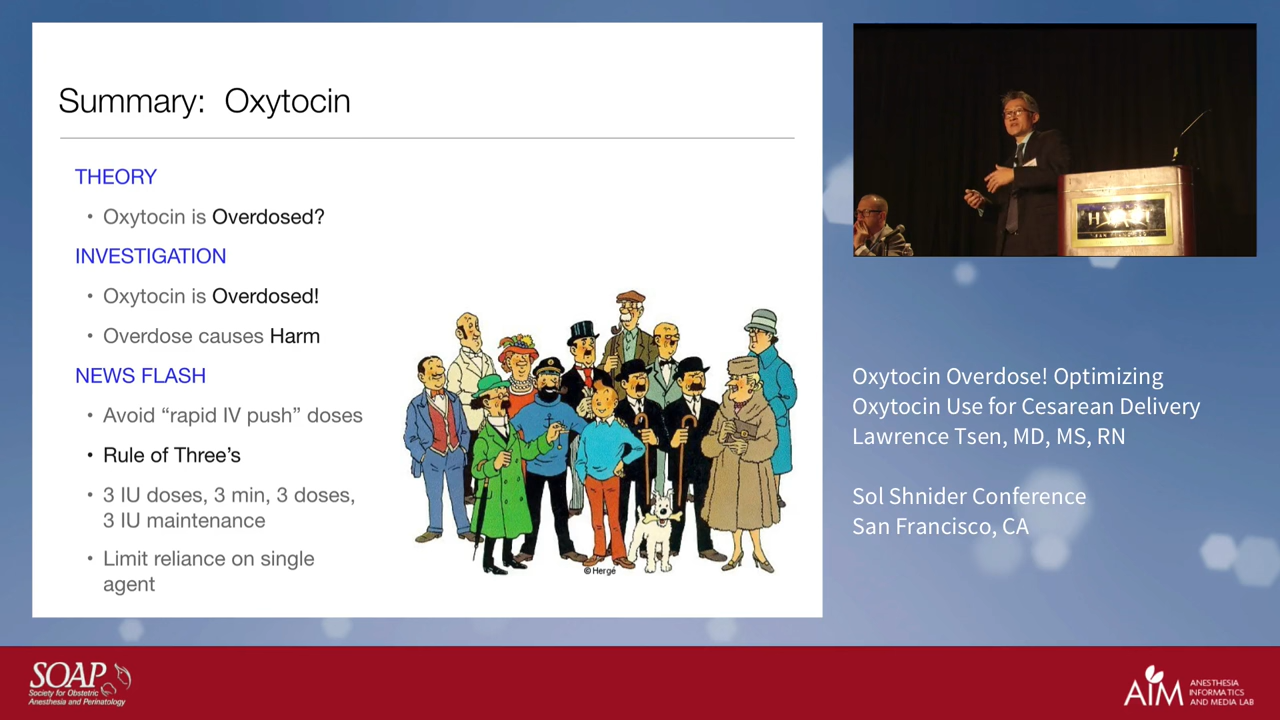 Summary: Oxytocin
THEORY
• Oxytocin is Overdosed?
INVESTIGATION
• Oxytocin is Overdosed!
• Overdose causes Harm
NEWS FLASH
• Avoid “rapid IV push” doses
• Rule of Three’s
• 3 IU doses, 3 min, 3 doses,
3 IU maintenance
• Limit reliance on single
agent
©Hergé
Oxytocin Overdose! Optimizing
Oxytocin Use for Cesarean Delivery
Lawrence Tsen, MD, MS, RN
Sol Shnider Conference
San Francisco, CA
SOAP
Society for Obstetric
Anesthesia and Perinatology
AIM
ANESTHESIA
INFORMATICS
AND MEDIA LAB